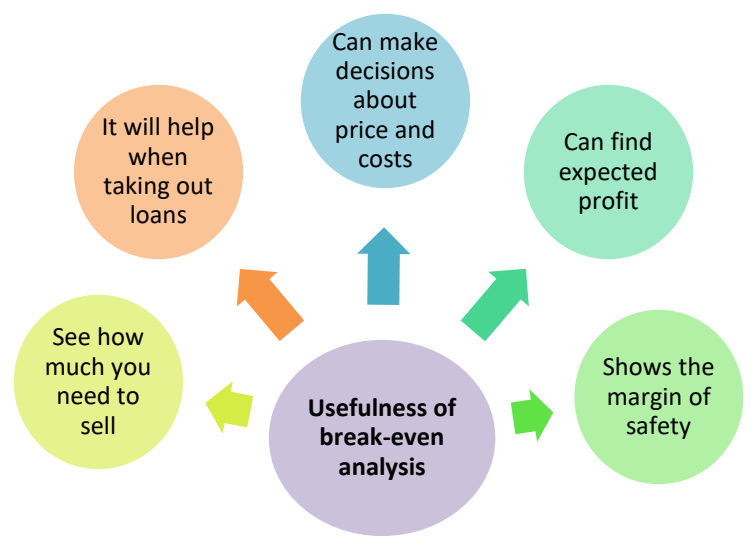 Can make
decisions
about
price and
costs
It will help
when
taking out
loans
Can find
expected
profit
See how
much you
need to
sell
Shows the
margin of
safety
Usefulness of
break-even
analysis